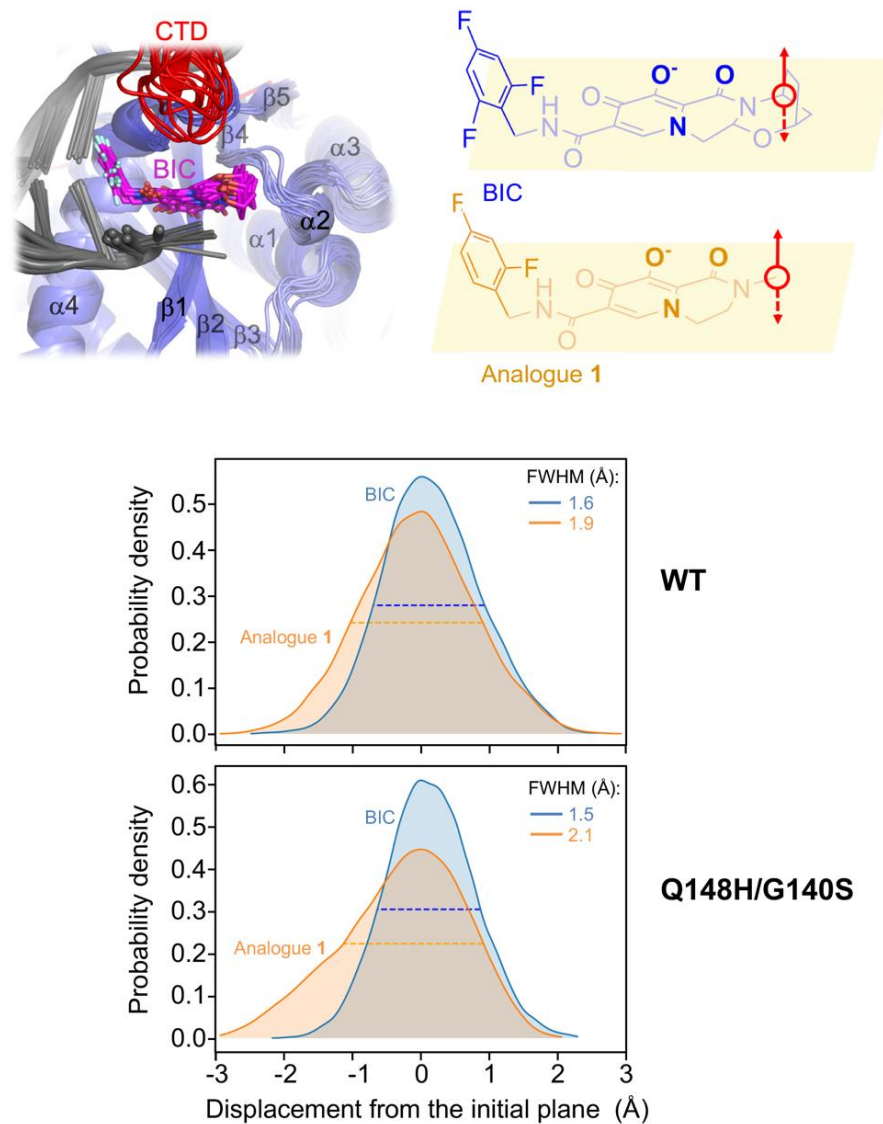 CTD
β5
β4
α3
BIC
α2
α1
α4
β1
β2
β3
F
F
F
O-
O
O
H
N
N
N
O
O
BIC
F
F
O-
O
O
H
N
N
N
O
Analogue 1
Probability density
0.5
0.4
0.3
0.2
0.1
0.0
BIC
Analogue 1
FWHM (Å):
1.6
1.9
WT
Probability density
0.6
0.5
0.4
0.3
0.2
0.1
0.0
BIC
Analogue 1
FWHM (Å):
1.5
2.1
Q148H/G140S
-3 -2 -1 0 1 2 3
Displacement from the initial plane (Å)